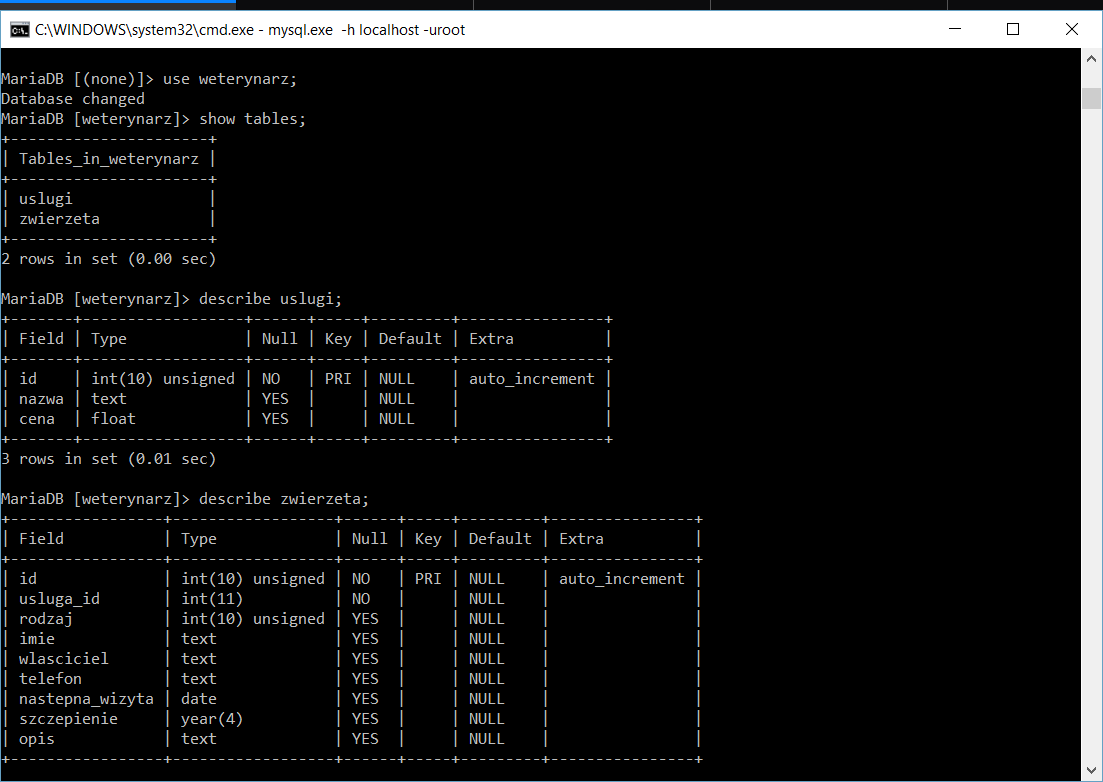 C:\WINDOWS\system32\cmd.exe - mysql.exe  -h localhost -uroot
MariaDB [(none)]> use weterynarz;
Database changed
MariaDB [weterynarz]> show tables;
+----------------------+
| Tables_in_weterynarz |
+----------------------+
| uslugi               |
| zwierzeta            |
+----------------------+
2 rows in set (0.00 sec)
MariaDB [weterynarz]> describe uslugi;
+-------+------------------+------+-----+---------+----------------+
| Field | Type             | Null | Key | Default | Extra          |
+-------+------------------+------+-----+---------+----------------+
| id    | int(10) unsigned | NO   | PRI | NULL    | auto_increment |
| nazwa | text             | YES  |     | NULL    |                |
| cena  | float            | YES  |     | NULL    |                |
+-------+------------------+------+-----+---------+----------------+
3 rows in set (0.01 sec)
MariaDB [weterynarz]> describe zwierzeta;
+-----------------+------------------+------+-----+---------+----------------+
| Field           | Type             | Null | Key | Default | Extra          |
+-----------------+------------------+------+-----+---------+----------------+
| id              | int(10) unsigned | NO   | PRI | NULL    | auto_increment |
| usluga_id       | int(11)          | NO   |     | NULL    |                |
| rodzaj          | int(10) unsigned | YES  |     | NULL    |                |
| imie            | text             | YES  |     | NULL    |                |
| wlasciciel      | text             | YES  |     | NULL    |                |
| telefon         | text             | YES  |     | NULL    |                |
| nastepna_wizyta | date             | YES  |     | NULL    |                |
| szczepienie     | year(4)          | YES  |     | NULL    |                |
| opis            | text             | YES  |     | NULL    |                |
+-----------------+------------------+------+-----+---------+----------------+